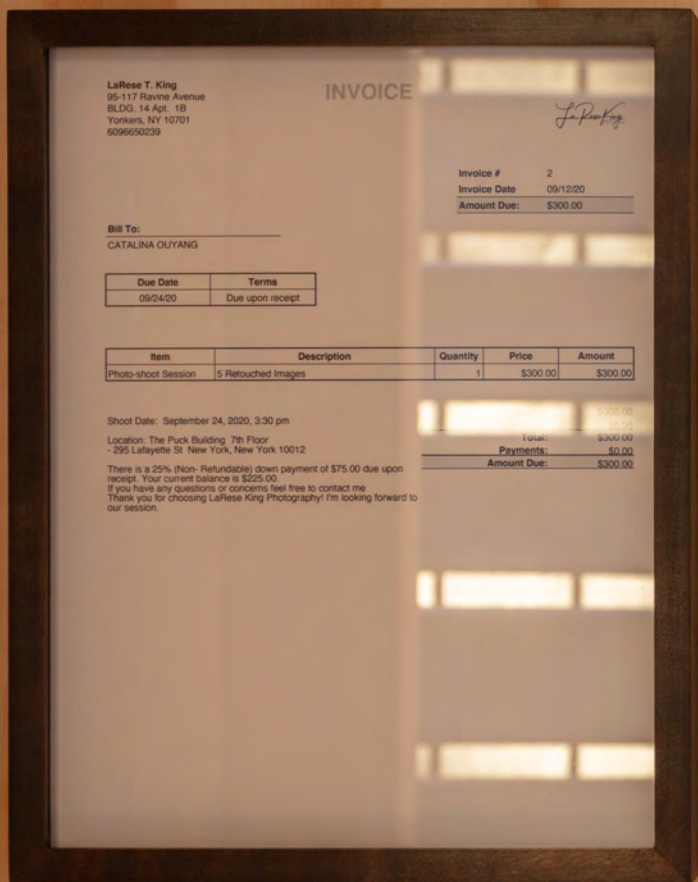 LaRese T. King
95-117 Ravine Avenue
BLDG. 14 Apt. 1B
Yonkers, NY 10701
6096650239
INVOICE
LaRese King
Invoice # 2
Invoice Date 09/12/20
Amount Due: $300.00
Bill To:
CATALINA OUYANG
Due Date Terms
09/24/20 Due upon receipt
Item Description Quantity Price Amount
Photo-shoot Session 5 Retouched Images 1 $300.00 $300.00
Shoot Date: September 24, 2020, 3:30 pm
$300.00
Location: The Puck Building 7th Floor
- 295 Lafayette St New York, New York 10012
Total: $300.00
Payments: $0.00
Amount Due: $300.00
There is a 25% (Non- Refundable) down payment of $75.00 due upon
receipt. Your current balance is $225.00.
If you have any questions or concerns feel free to contact me
Thank you for choosing LaRese King Photography! I'm looking forward to
our session.